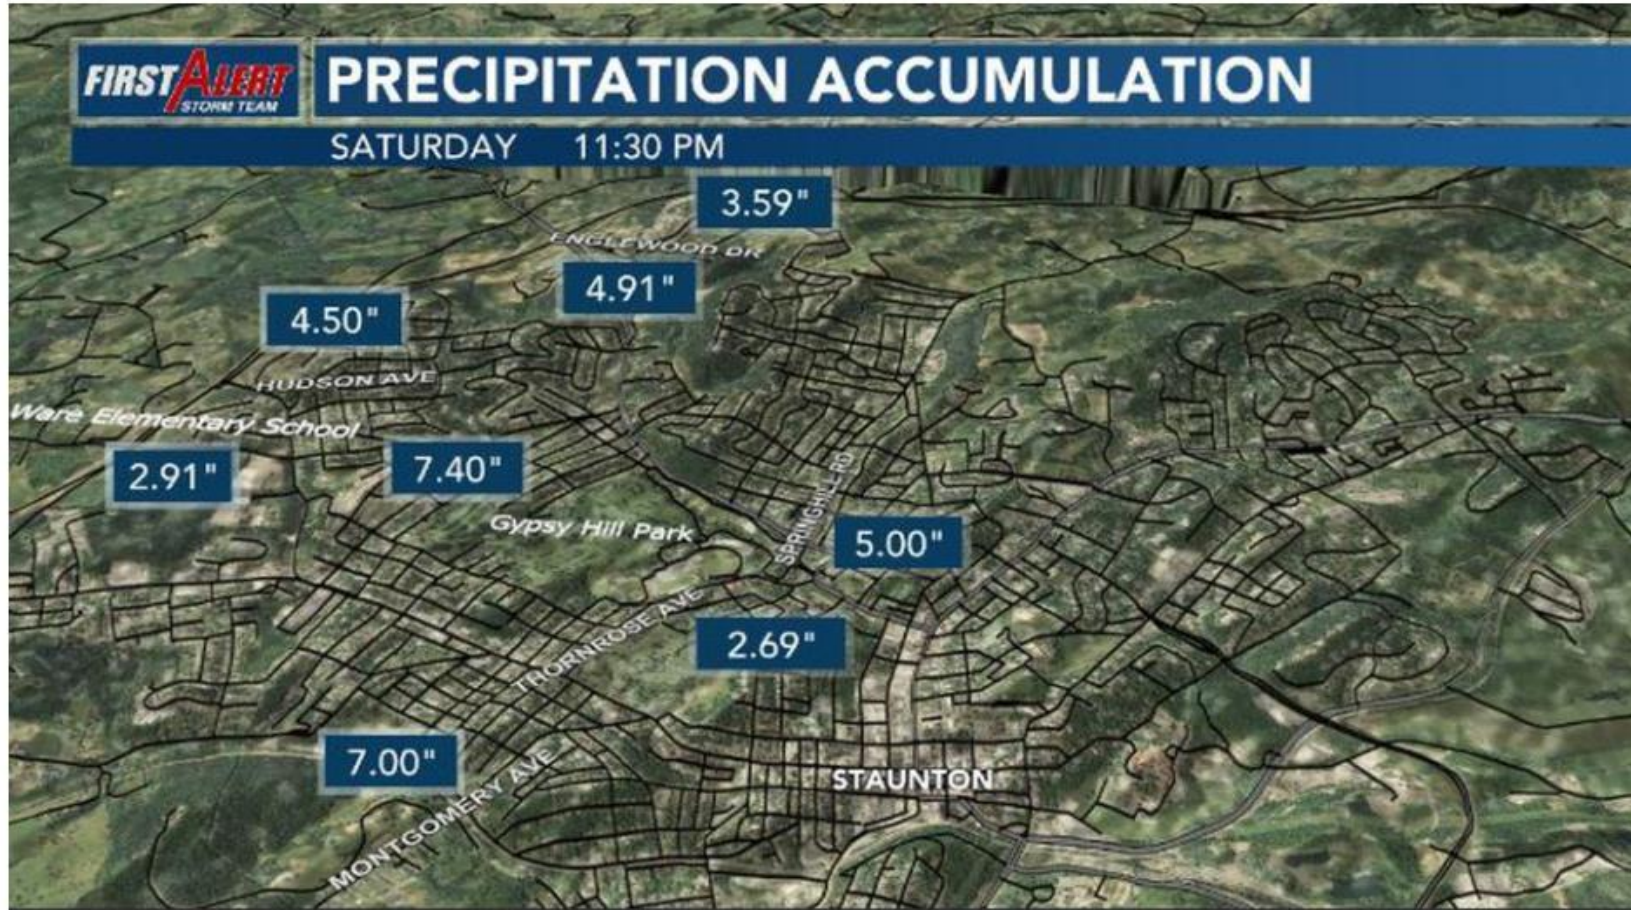 FIRST ALERT
STORM TEAM
PRECIPITATION ACCUMULATION
SATURDAY 11:30 PM
3.59"
ENGLEWOOD DR
4.91"
4.50"
HUDSON AVE
Ware Elementary School
2.91"
7.40"
SPRINGHILL RD
Gypsy Hill Park
5.00"
THORNROSE AVE
2.69"
7.00"
MONTGOMERY AVE
STAUNTON